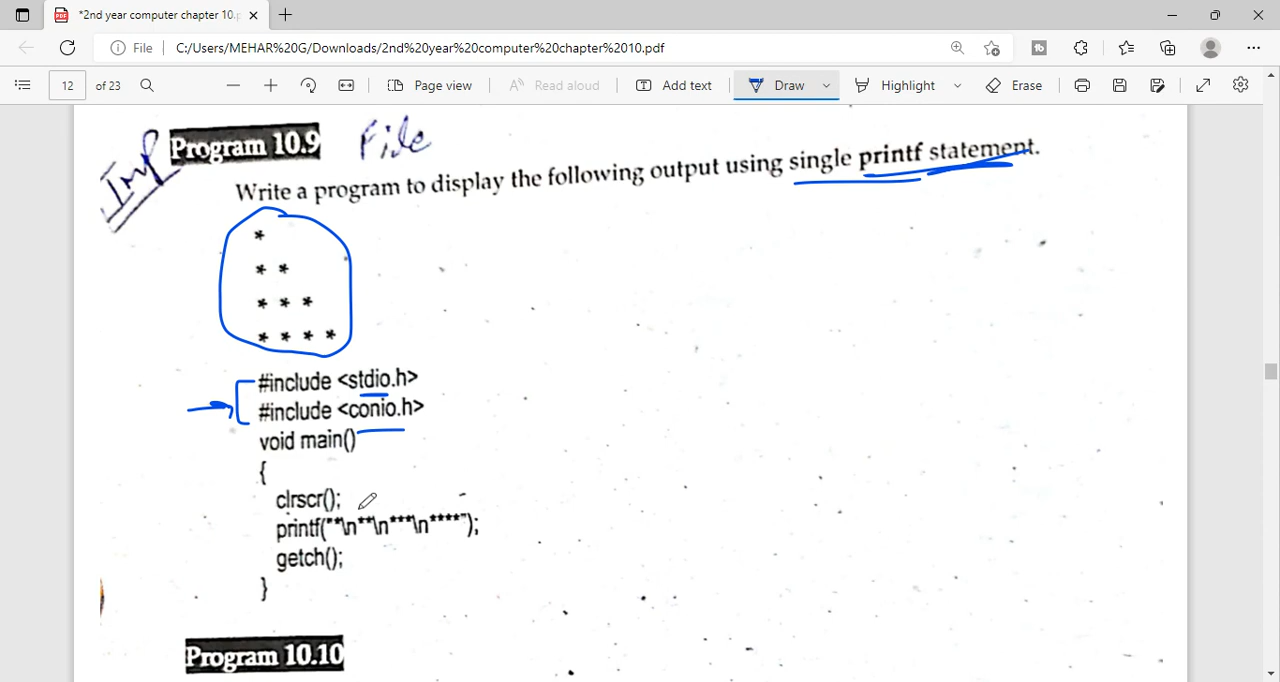 *2nd year computer chapter 10.p
File C:/Users/MEHAR%20G/Downloads/2nd%20year%20computer%20chapter%2010.pdf
12 of 23 Page view Read aloud Add text Draw Highlight Erase
Imp Program 10.9 File
Write a program to display the following output using single printf statement.
*
* *
* * *
* * * *
#include <stdio.h>
#include <conio.h>
void main()
{
clrscr();
printf("*\n**\n***\n****");
getch();
}
Program 10.10